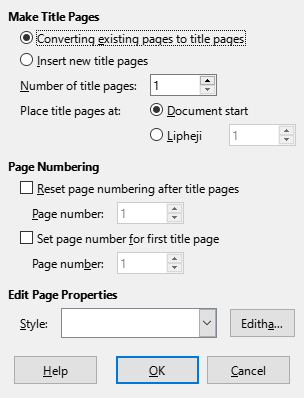 Make Title Pages
Converting existing pages to title pages
Insert new title pages
Number of title pages: 1
Place title pages at: Document start
Lipheji 1
Page Numbering
Reset page numbering after title pages
Page number: 1
Set page number for first title page
Page number: 1
Edit Page Properties
Style: Editha...
Help OK Cancel